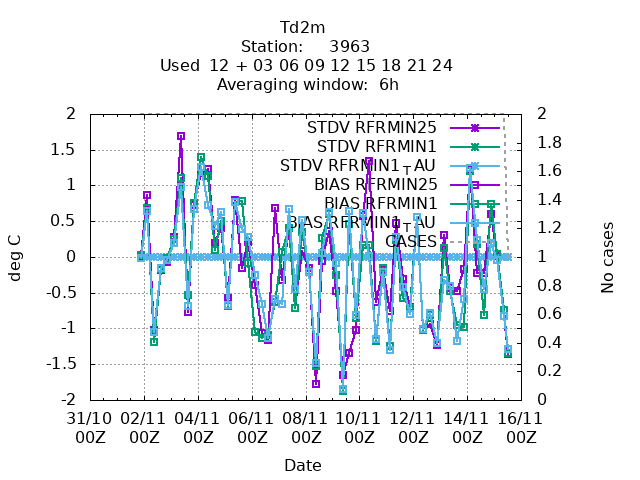 Td2m
Station: 3963
Used 12 + 03 06 09 12 15 18 21 24
Averaging window: 6h
2
1.5
1
0.5
0
-0.5
-1
-1.5
-2
deg C
2
1.8
1.6
1.4
1.2
1
0.8
0.6
0.4
0.2
0
No cases
STDV RFRMIN25
STDV RFRMIN1
STDV RFRMIN1_TAU
BIAS RFRMIN25
BIAS RFRMIN1
BIAS RFRMIN1_TAU
CASES
31/10 02/11 04/11 06/11 08/11 10/11 12/11 14/11 16/11
00Z 00Z 00Z 00Z 00Z 00Z 00Z 00Z 00Z
Date